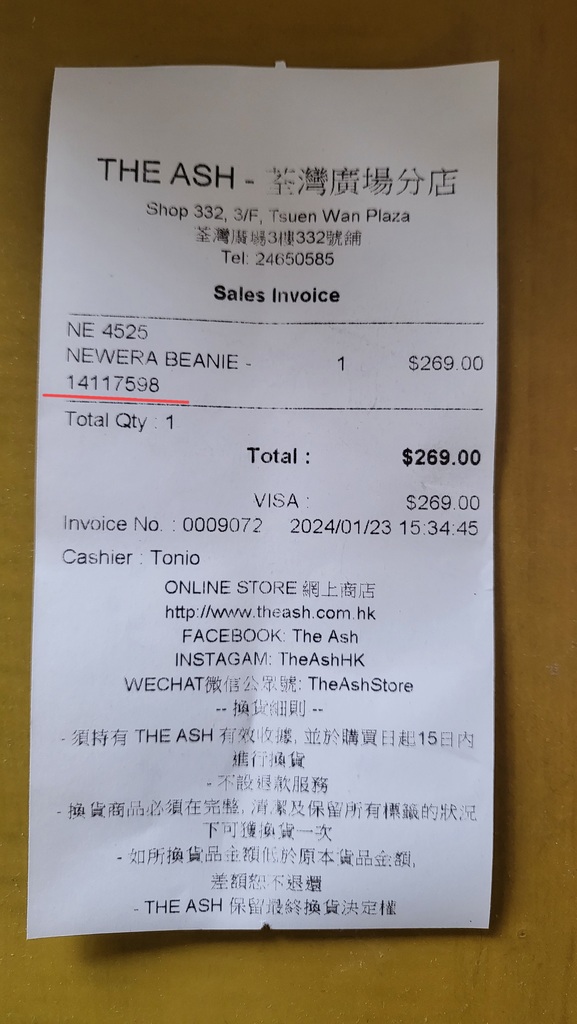 THE ASH - 荃灣廣場分店
Shop 332, 3/F, Tsuen Wan Plaza
荃灣廣場3樓332號舖
Tel: 24650585
Sales Invoice
NE 4525
NEWERA BEANIE - 1 $269.00
14117598
Total Qty : 1
Total : $269.00
VISA : $269.00
Invoice No. : 0009072 2024/01/23 15:34:45
Cashier : Tonio
ONLINE STORE 網上商店
http://www.theash.com.hk
FACEBOOK: The Ash
INSTAGAM: TheAshHK
WECHAT微信公眾號: TheAshStore
-- 換貨細則 --
- 須持有 THE ASH 有效收據, 並於購買日起15日內
進行換貨
- 不設退款服務
- 換貨商品必須在完整, 清潔及保留所有標籤的狀況
下可獲換貨一次
- 如所換貨品金額低於原本貨品金額,
差額恕不退還
- THE ASH 保留最終換貨決定權